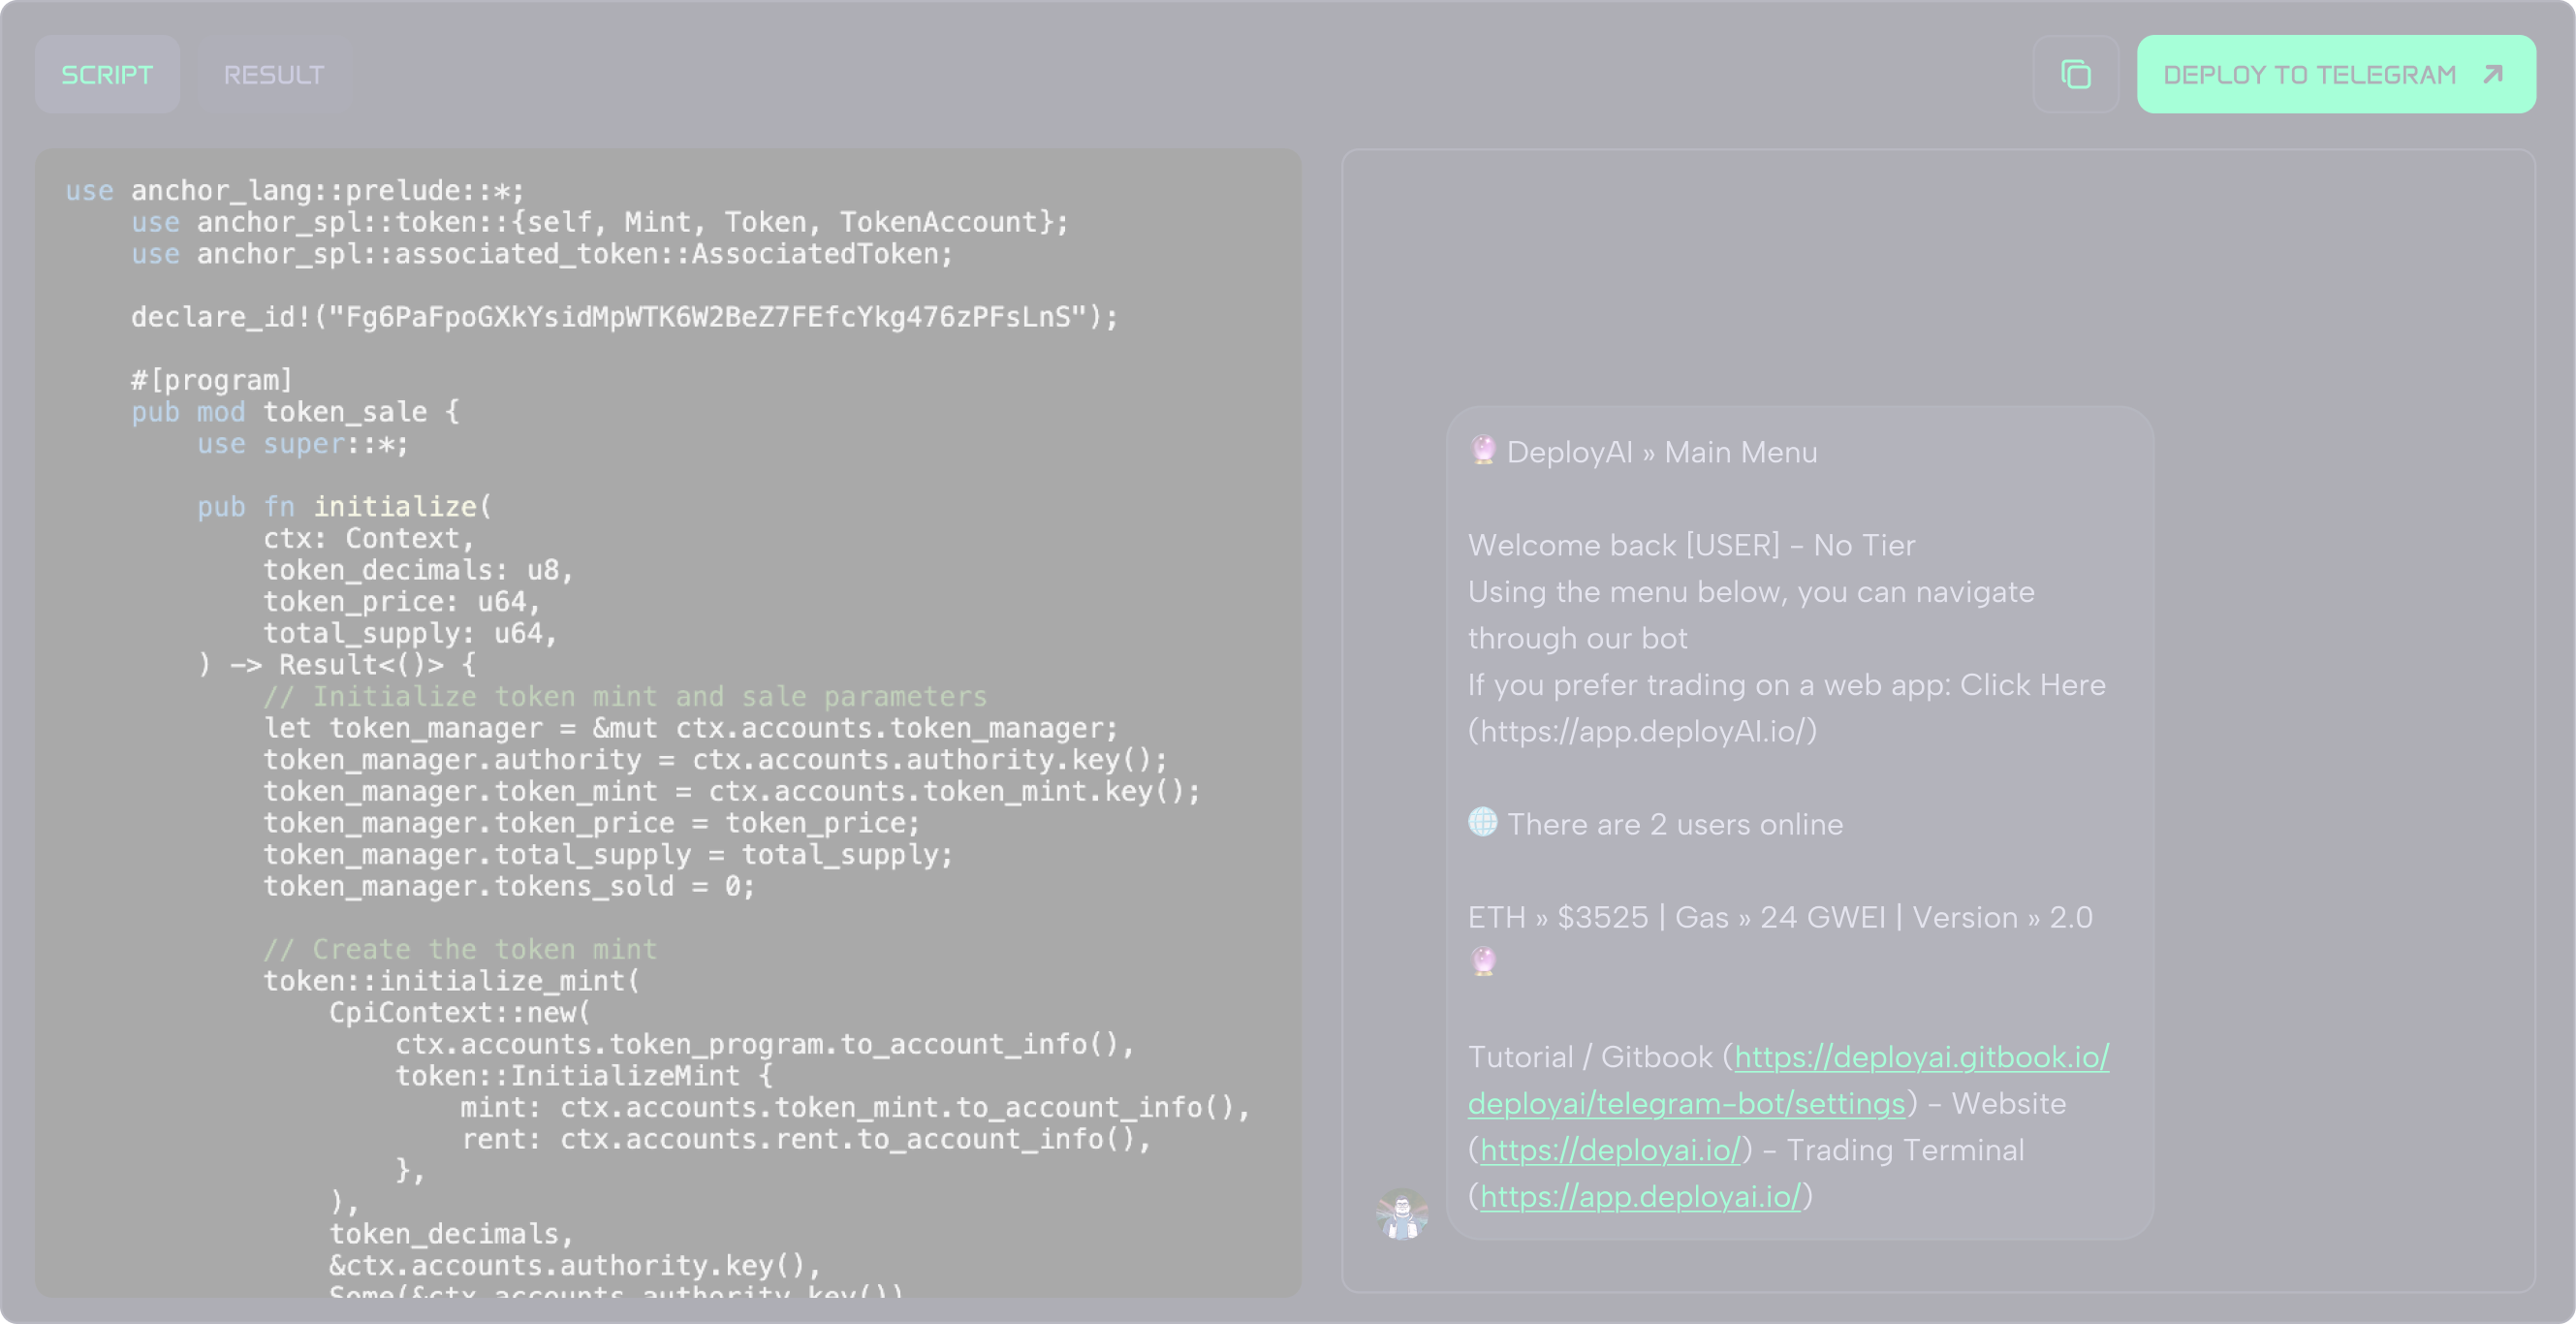 SCRIPT
RESULT
DEPLOY TO TELEGRAM
use anchor_lang::prelude::*;
    use anchor_spl::token::{self, Mint, Token, TokenAccount};
    use anchor_spl::associated_token::AssociatedToken;

    declare_id!("Fg6PaFpoGXkYsidMpWTK6W2BeZ7FEfcYkg476zPFsLnS");

    #[program]
    pub mod token_sale {
        use super::*;

        pub fn initialize(
            ctx: Context,
            token_decimals: u8,
            token_price: u64,
            total_supply: u64,
        ) -> Result<()> {
            // Initialize token mint and sale parameters
            let token_manager = &mut ctx.accounts.token_manager;
            token_manager.authority = ctx.accounts.authority.key();
            token_manager.token_mint = ctx.accounts.token_mint.key();
            token_manager.token_price = token_price;
            token_manager.total_supply = total_supply;
            token_manager.tokens_sold = 0;

            // Create the token mint
            token::initialize_mint(
                CpiContext::new(
                    ctx.accounts.token_program.to_account_info(),
                    token::InitializeMint {
                        mint: ctx.accounts.token_mint.to_account_info(),
                        rent: ctx.accounts.rent.to_account_info(),
                    },
                ),
                token_decimals,
                &ctx.accounts.authority.key(),
                Some(&ctx.accounts.authority.key())
🔮 DeployAI » Main Menu

Welcome back [USER] - No Tier
Using the menu below, you can navigate
through our bot
If you prefer trading on a web app: Click Here
(https://app.deployAI.io/)

🌐 There are 2 users online

ETH » $3525 | Gas » 24 GWEI | Version » 2.0
🔮

Tutorial / Gitbook (https://deployai.gitbook.io/
deployai/telegram-bot/settings) - Website
(https://deployai.io/) - Trading Terminal
(https://app.deployai.io/)